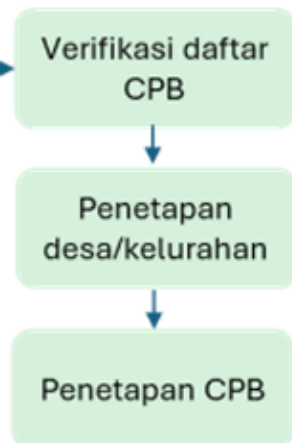 Verifikasi daftar
CPB
Penetapan
desa/kelurahan
Penetapan CPB